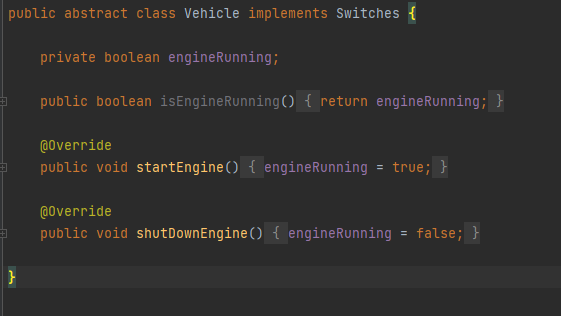 public abstract class Vehicle implements Switches {
private boolean engineRunning;
public boolean isEngineRunning() { return engineRunning; }
@Override
public void startEngine() { engineRunning = true; }
@Override
public void shutDownEngine() { engineRunning = false; }
}